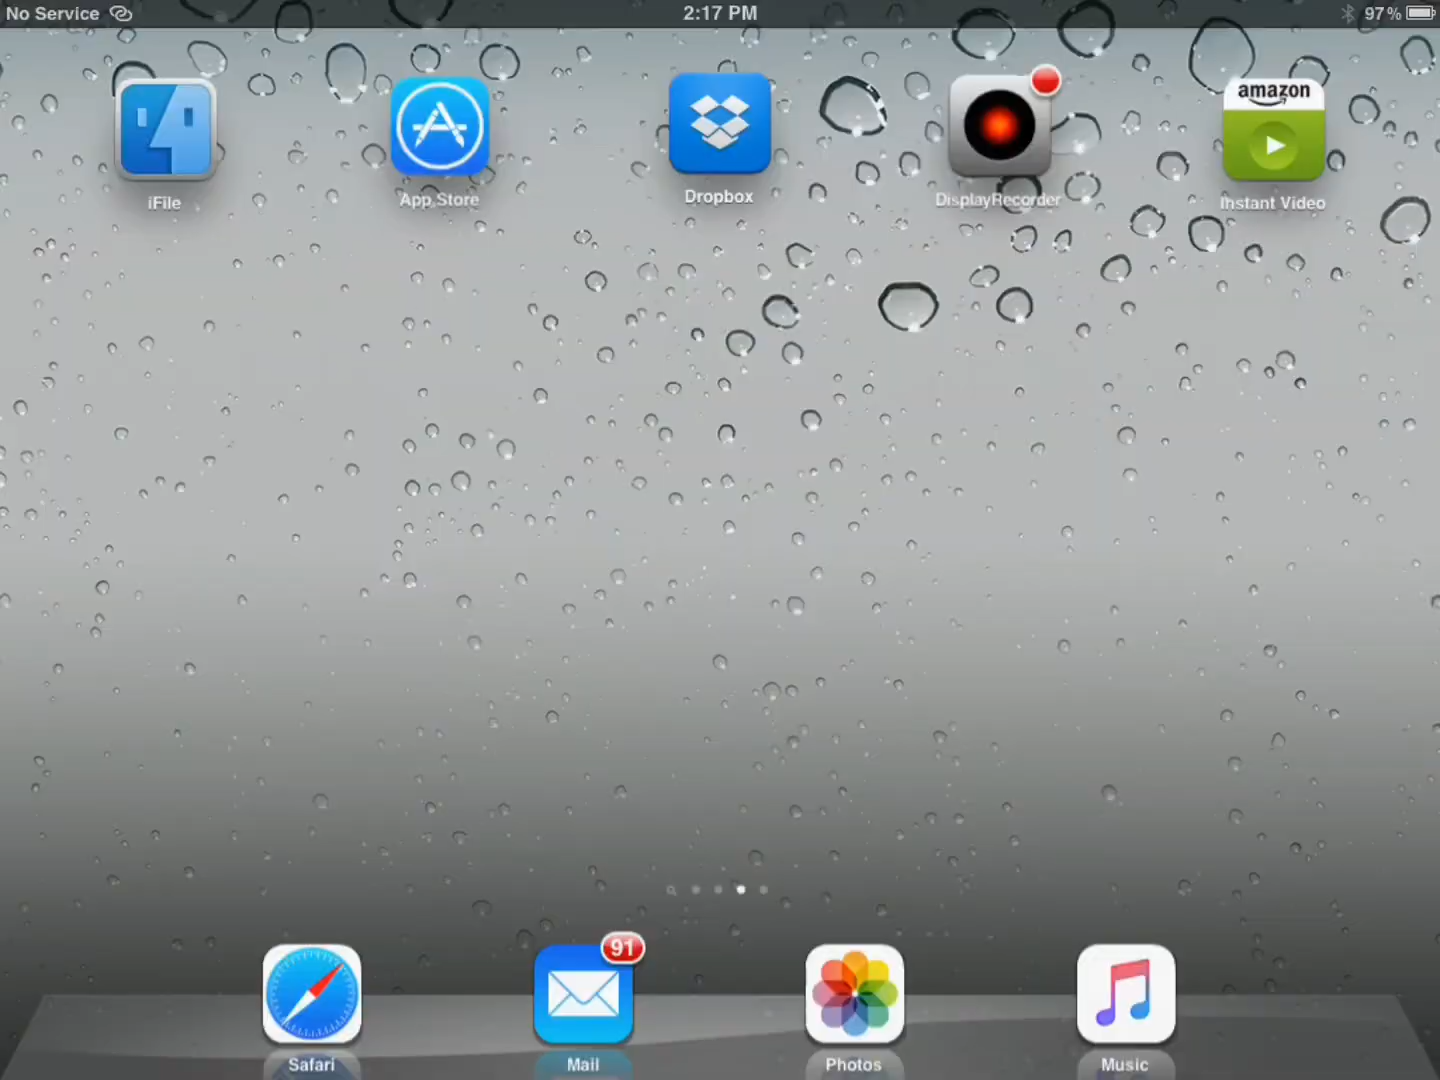 No Service
2:17 PM
97%
amazon
iFile
App Store
Dropbox
DisplayRecorder
Instant Video
91
Safari
Mail
Photos
Music